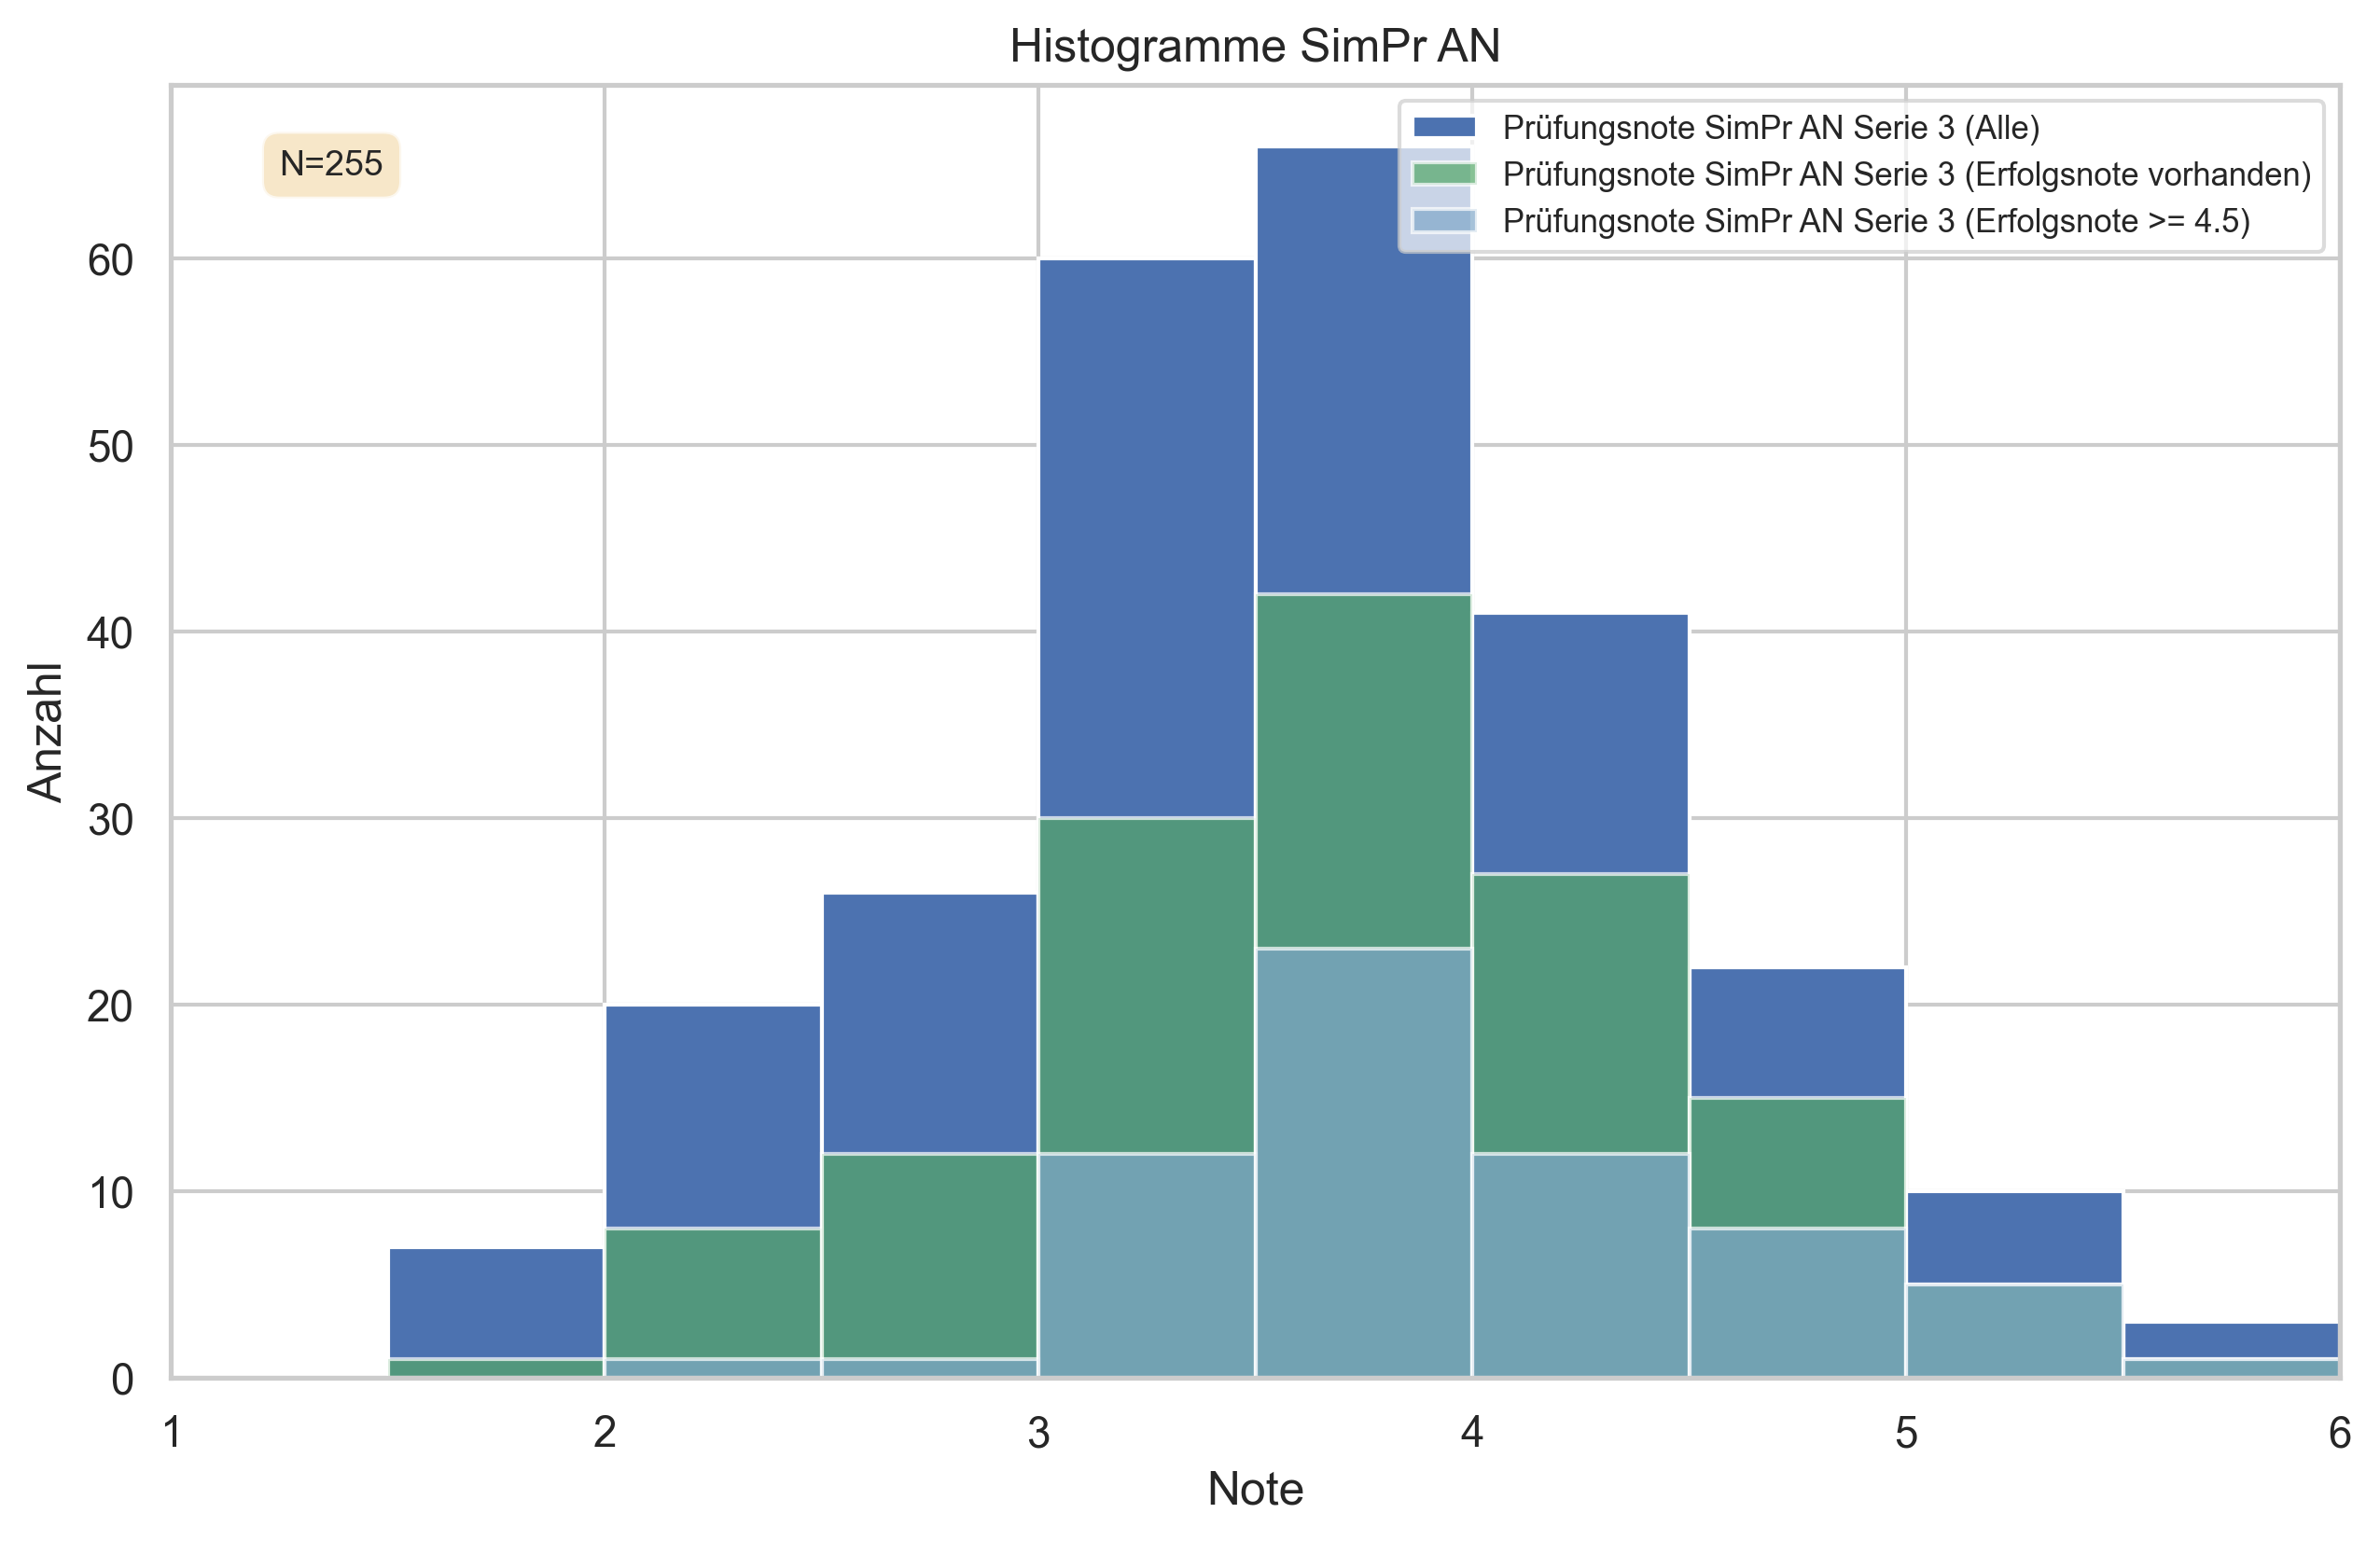 Histogramme SimPr AN
N=255
Prüfungsnote SimPr AN Serie 3 (Alle)
Prüfungsnote SimPr AN Serie 3 (Erfolgsnote vorhanden)
Prüfungsnote SimPr AN Serie 3 (Erfolgsnote >= 4.5)
Anzahl
60
50
40
30
20
10
0
1 2 3 4 5 6
Note